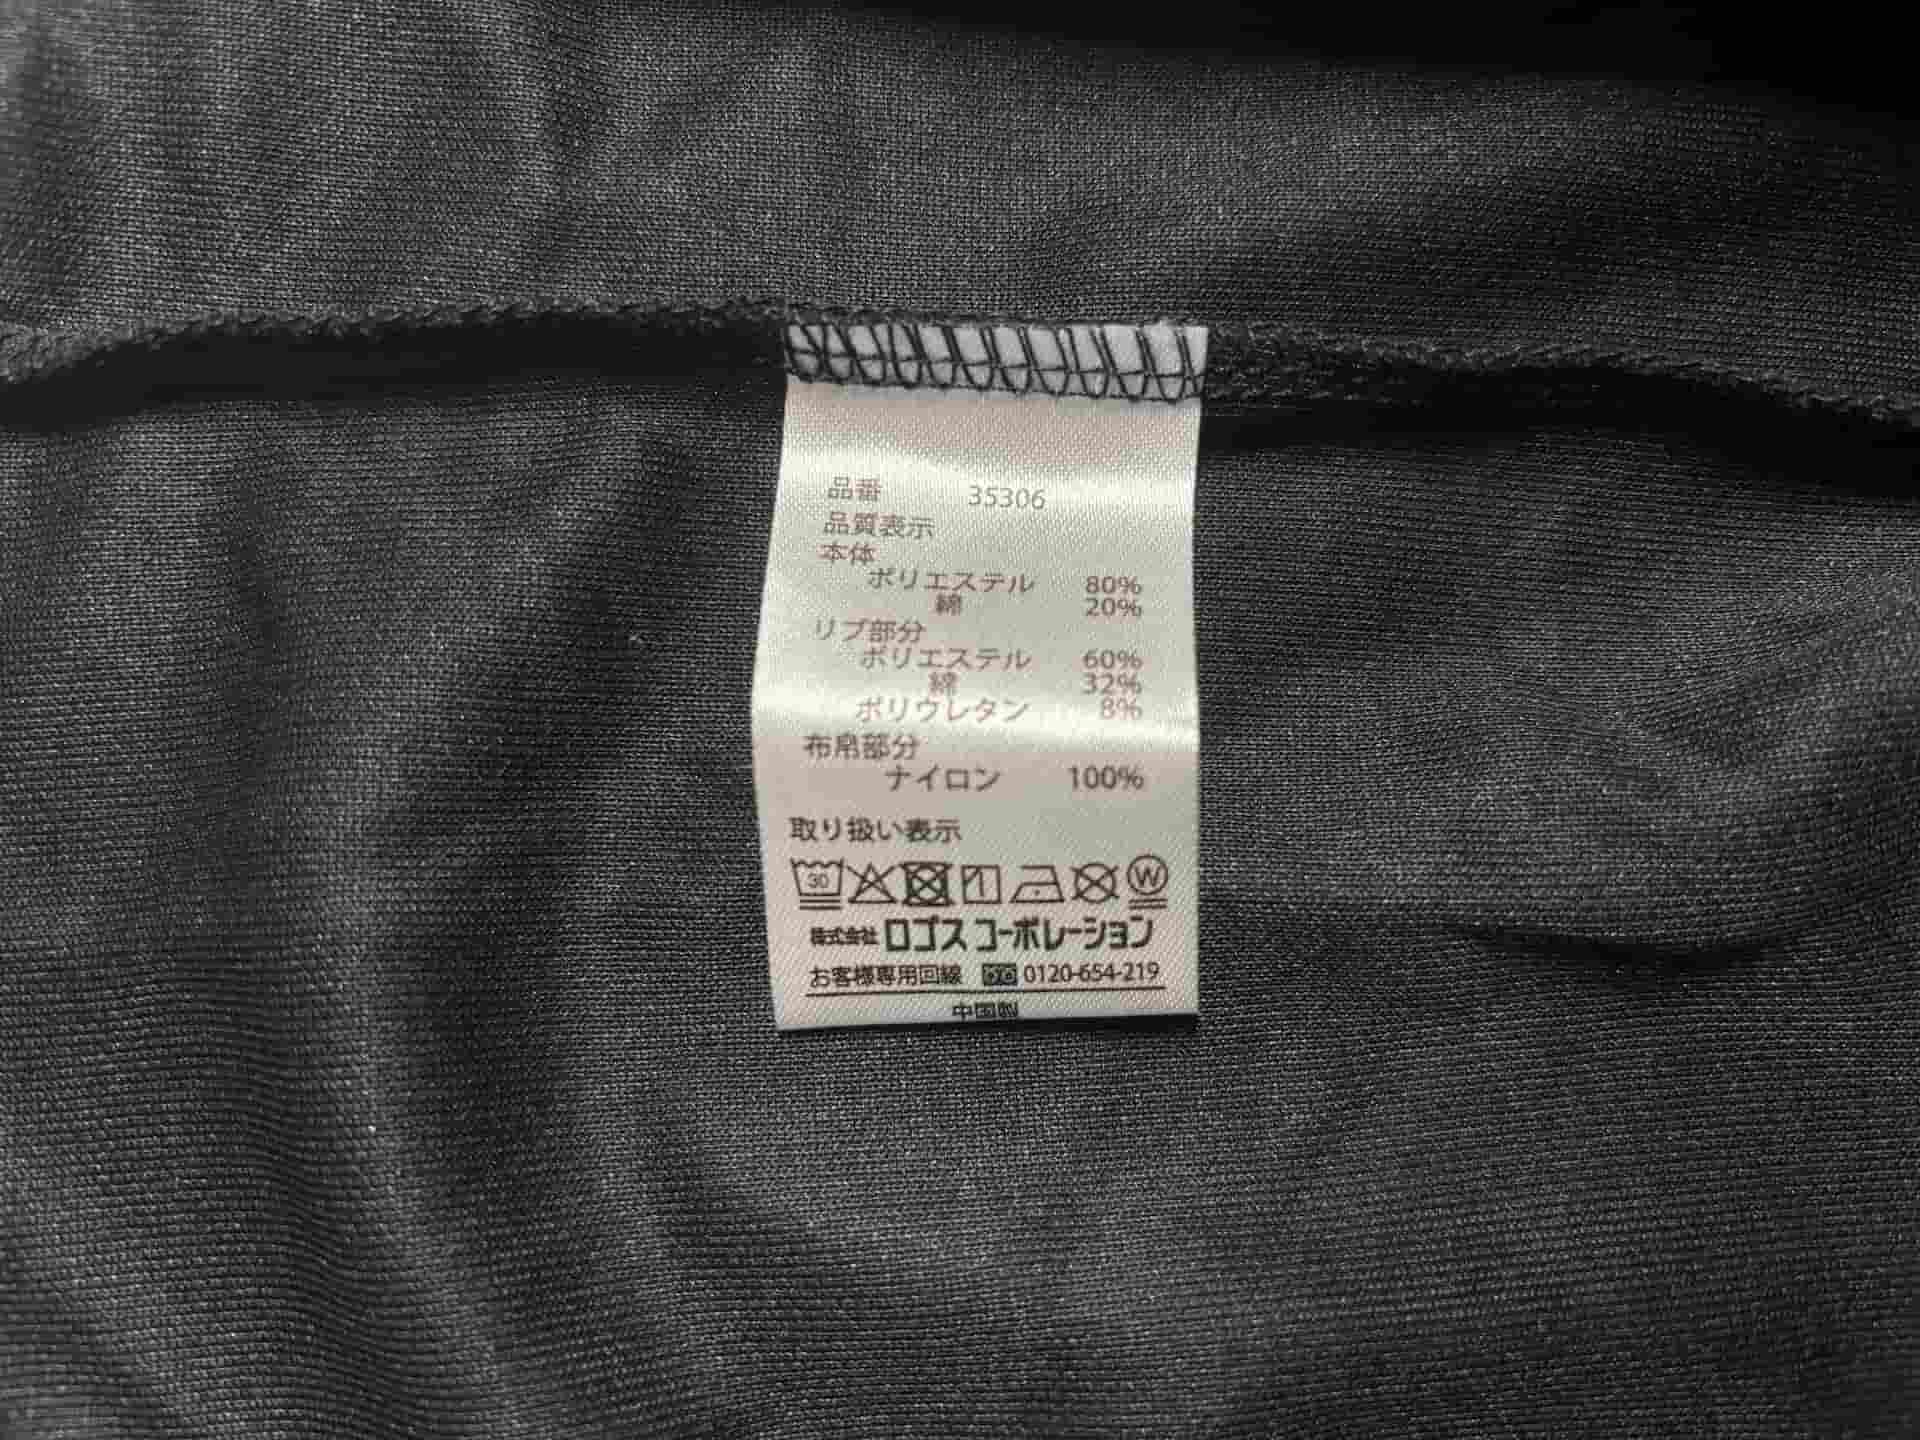 品番 35306
品質表示
本体
ポリエステル 80%
綿 20%
リブ部分
ポリエステル 60%
綿 32%
ポリウレタン 8%
布帛部分
ナイロン 100%
取り扱い表示
30 W
株式会社ロゴス コーポレーション
お客様専用回線 0120-654-219
中国製